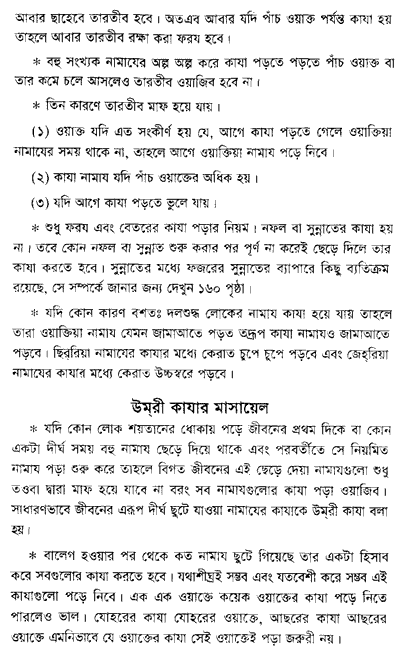 আবার ছাহেবে তারতীব হবে। অতএব আবার যদি পাঁচ ওয়াক্ত পর্যন্ত কাযা হয়
তাহলে আবার তারতীব রক্ষা করা ফরয হবে।
* বহু সংখ্যক নামাযের অল্প অল্প করে কাযা পড়তে পড়তে পাঁচ ওয়াক্ত বা
তার কমে চলে আসলেও তারতীব ওয়াজিব হবে না।
* তিন কারণে তারতীব মাফ হয়ে যায়।
(১) ওয়াক্ত যদি এত সংকীর্ণ হয় যে, আগে কাযা পড়তে গেলে ওয়াক্তিয়া
নামাযের সময় থাকে না, তাহলে আগে ওয়াক্তিয়া নামায পড়ে নিবে।
(২) কাযা নামায যদি পাঁচ ওয়াক্তের অধিক হয়।
(৩) যদি আগে কাযা পড়তে ভুলে যায়।
* শুধু ফরয এবং বেতরের কাযা পড়ার নিয়ম। নফল বা সুন্নাতের কাযা হয়
না। তবে কোন নফল বা সুন্নাত শুরু করার পর পূর্ণ না করেই ছেড়ে দিলে তার
কাযা করতে হবে। সুন্নাতের মধ্যে ফজরের সুন্নাতের ব্যাপারে কিছু ব্যতিক্রম
রয়েছে, সে সম্পর্কে জানার জন্য দেখুন ১৬০ পৃষ্ঠা।
* যদি কোন কারণ বশতঃ দলশুদ্ধ লোকের নামায কাযা হয়ে যায় তাহলে
তারা ওয়াক্তিয়া নামায যেমন জামাআতে পড়ত তদ্রূপ কাযা নামাযও জামাআতে
পড়বে। ছির্‌রিয়া নামাযের কাযার মধ্যে কেরাত চুপে চুপে পড়বে এবং জেহ্‌রিয়া
নামাযের কাযার মধ্যে কেরাত উচ্চস্বরে পড়বে।
উম্‌রী কাযার মাসায়েল
* যদি কোন লোক শয়তানের ধোকায় পড়ে জীবনের প্রথম দিকে বা কোন
একটা দীর্ঘ সময় বহু নামায ছেড়ে দিয়ে থাকে এবং পরবর্তীতে সে নিয়মিত
নামায পড়া শুরু করে তাহলে বিগত জীবনের এই ছেড়ে দেয়া নামাযগুলো শুধু
তওবা দ্বারা মাফ হয়ে যাবে না বরং সব নামাযগুলোর কাযা পড়া ওয়াজিব।
সাধারণভাবে জীবনের এরূপ দীর্ঘ ছুটে যাওয়া নামাযের কাযাকে উম্‌রী কাযা বলা
হয়।
* বালেগ হওয়ার পর থেকে কত নামায ছুটে গিয়েছে তার একটা হিসাব
করে সবগুলোর কাযা করতে হবে। যথাশীঘ্রই সম্ভব এবং যতবেশী করে সম্ভব এই
কাযাগুলো পড়ে নিবে। এক এক ওয়াক্তে কয়েক ওয়াক্তের কাযা পড়ে নিতে
পারলেও ভাল। যোহরের কাযা যোহরের ওয়াক্তে, আছরের কাযা আছরের
ওয়াক্তে এমনিভাবে যে ওয়াক্তের কাযা সেই ওয়াক্তেই পড়া জরুরী নয়।